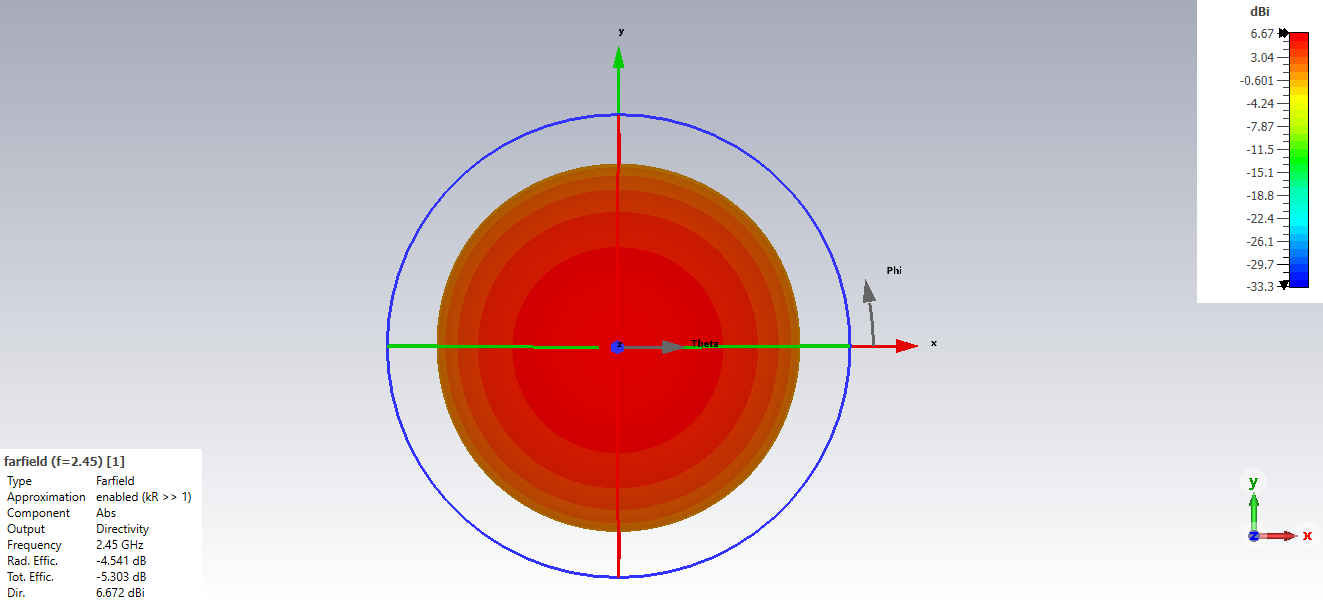 dBi
6.67
3.04
-0.601
-4.24
-7.87
-11.5
-15.1
-18.8
-22.4
-26.1
-29.7
-33.3
y
Phi
z
Theta
x
farfield (f=2.45) [1]
Type Farfield
Approximation enabled (kR >> 1)
Component Abs
Output Directivity
Frequency 2.45 GHz
Rad. Effic. -4.541 dB
Tot. Effic. -5.303 dB
Dir. 6.672 dBi
y
z x